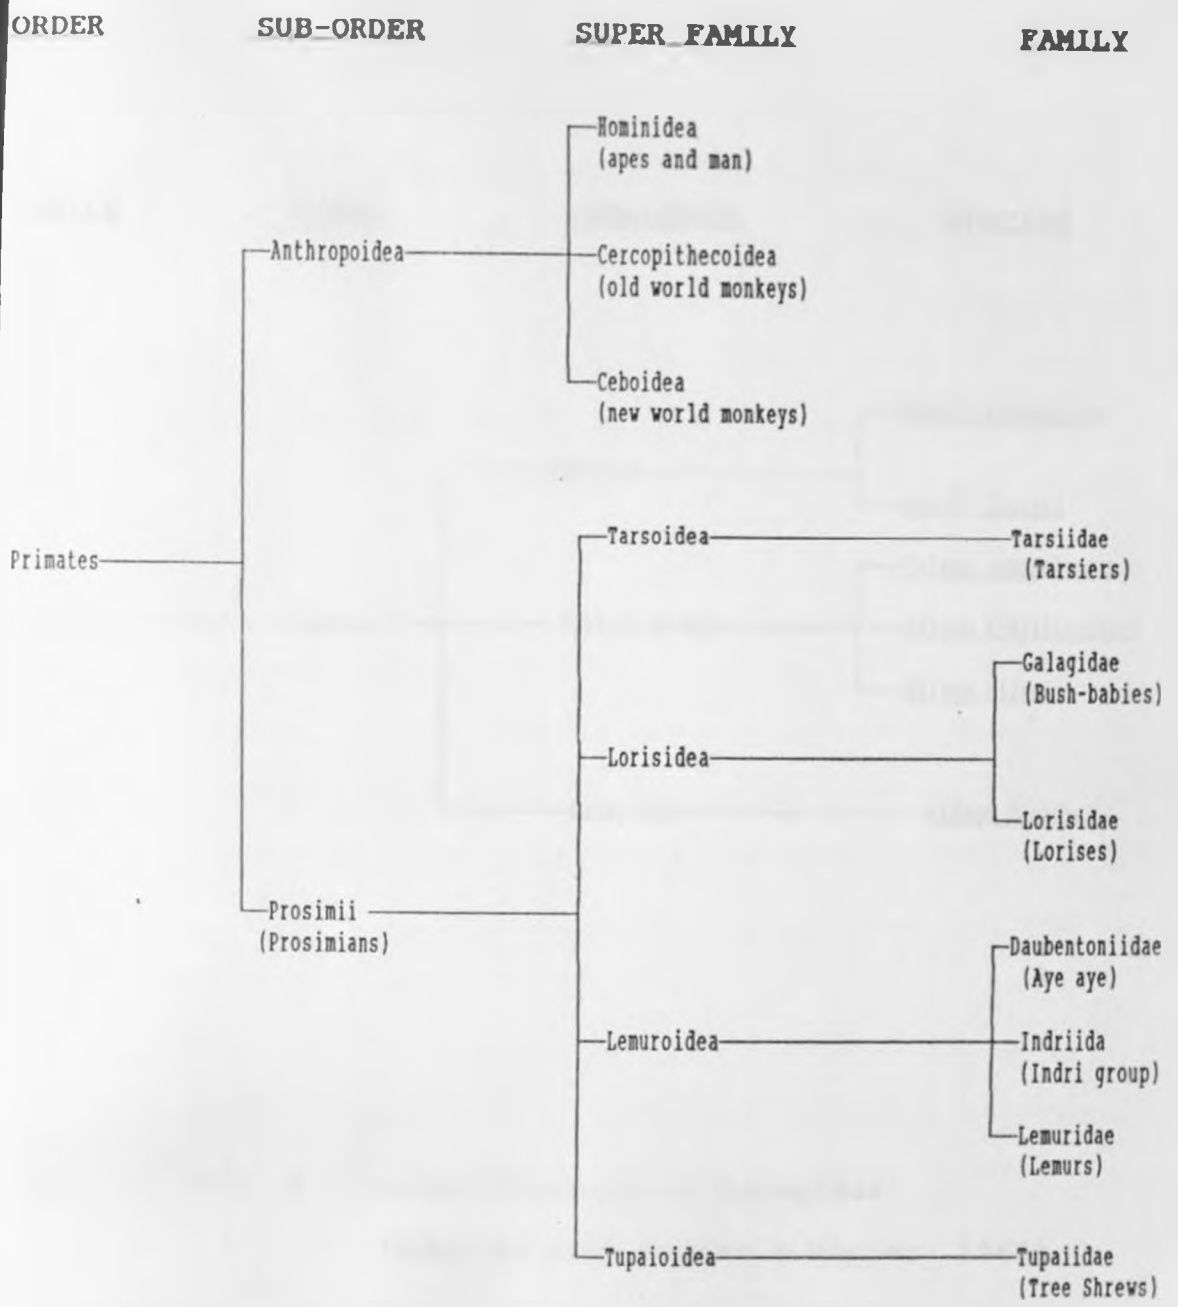 ORDER SUB-ORDER SUPER FAMILY FAMILY
Hominidea
(apes and man)
Anthropoidea Cercopithecoidea
(old world monkeys)
Ceboidea
(new world monkeys)
Primates
Tarsoidea Tarsiidae
(Tarsiers)
Galagidae
(Bush-babies)
Lorisidea
Lorisidae
(Lorises)
Prosimii
(Prosimians)
Daubentoniidae
(Aye aye)
Lemuroidea Indriida
(Indri group)
Lemuridae
(Lemurs)
Tupaioidea Tupaiidae
(Tree Shrews)